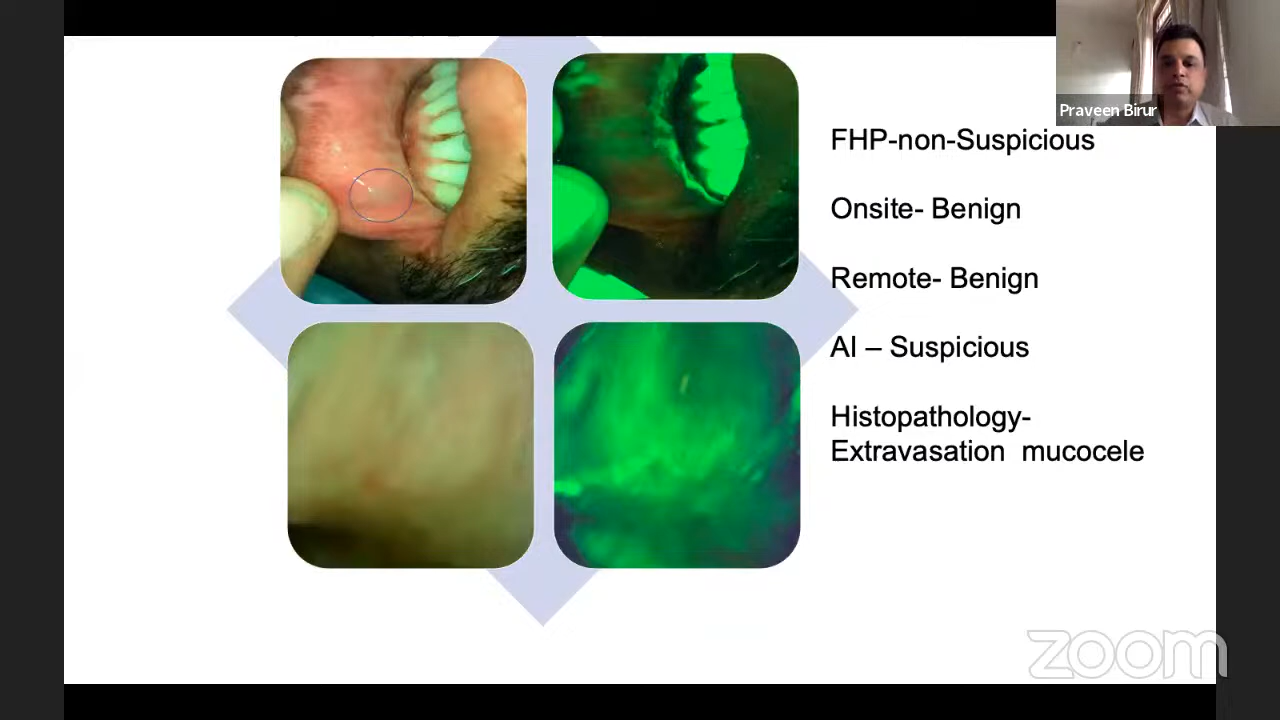 Praveen Birur
FHP-non-Suspicious
Onsite- Benign
Remote- Benign
AI – Suspicious
Histopathology-
Extravasation mucocele
zoom